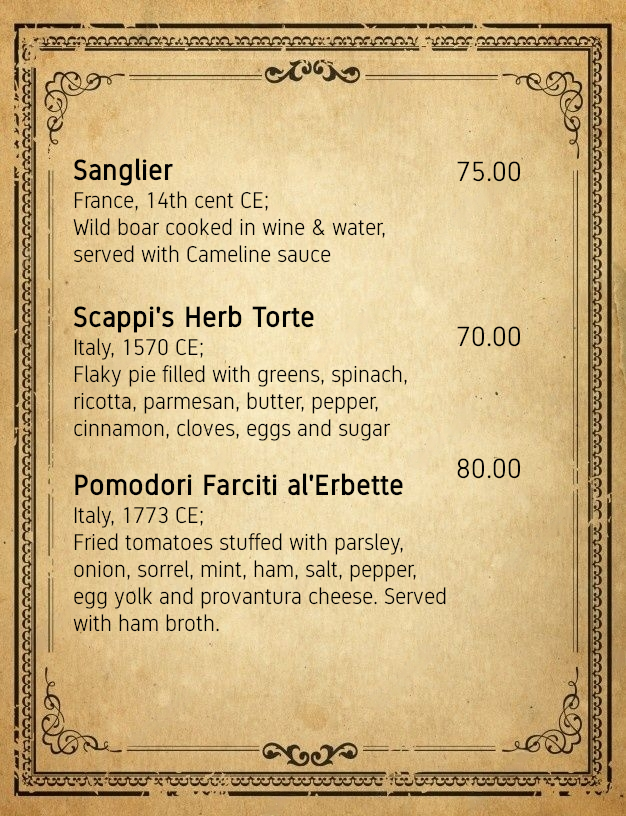 Sanglier 75.00
France, 14th cent CE;
Wild boar cooked in wine & water,
served with Cameline sauce
Scappi's Herb Torte
70.00
Italy, 1570 CE;
Flaky pie filled with greens, spinach,
ricotta, parmesan, butter, pepper,
cinnamon, cloves, eggs and sugar
80.00
Pomodori Farciti al'Erbette
Italy, 1773 CE;
Fried tomatoes stuffed with parsley,
onion, sorrel, mint, ham, salt, pepper,
egg yolk and provantura cheese. Served
with ham broth.